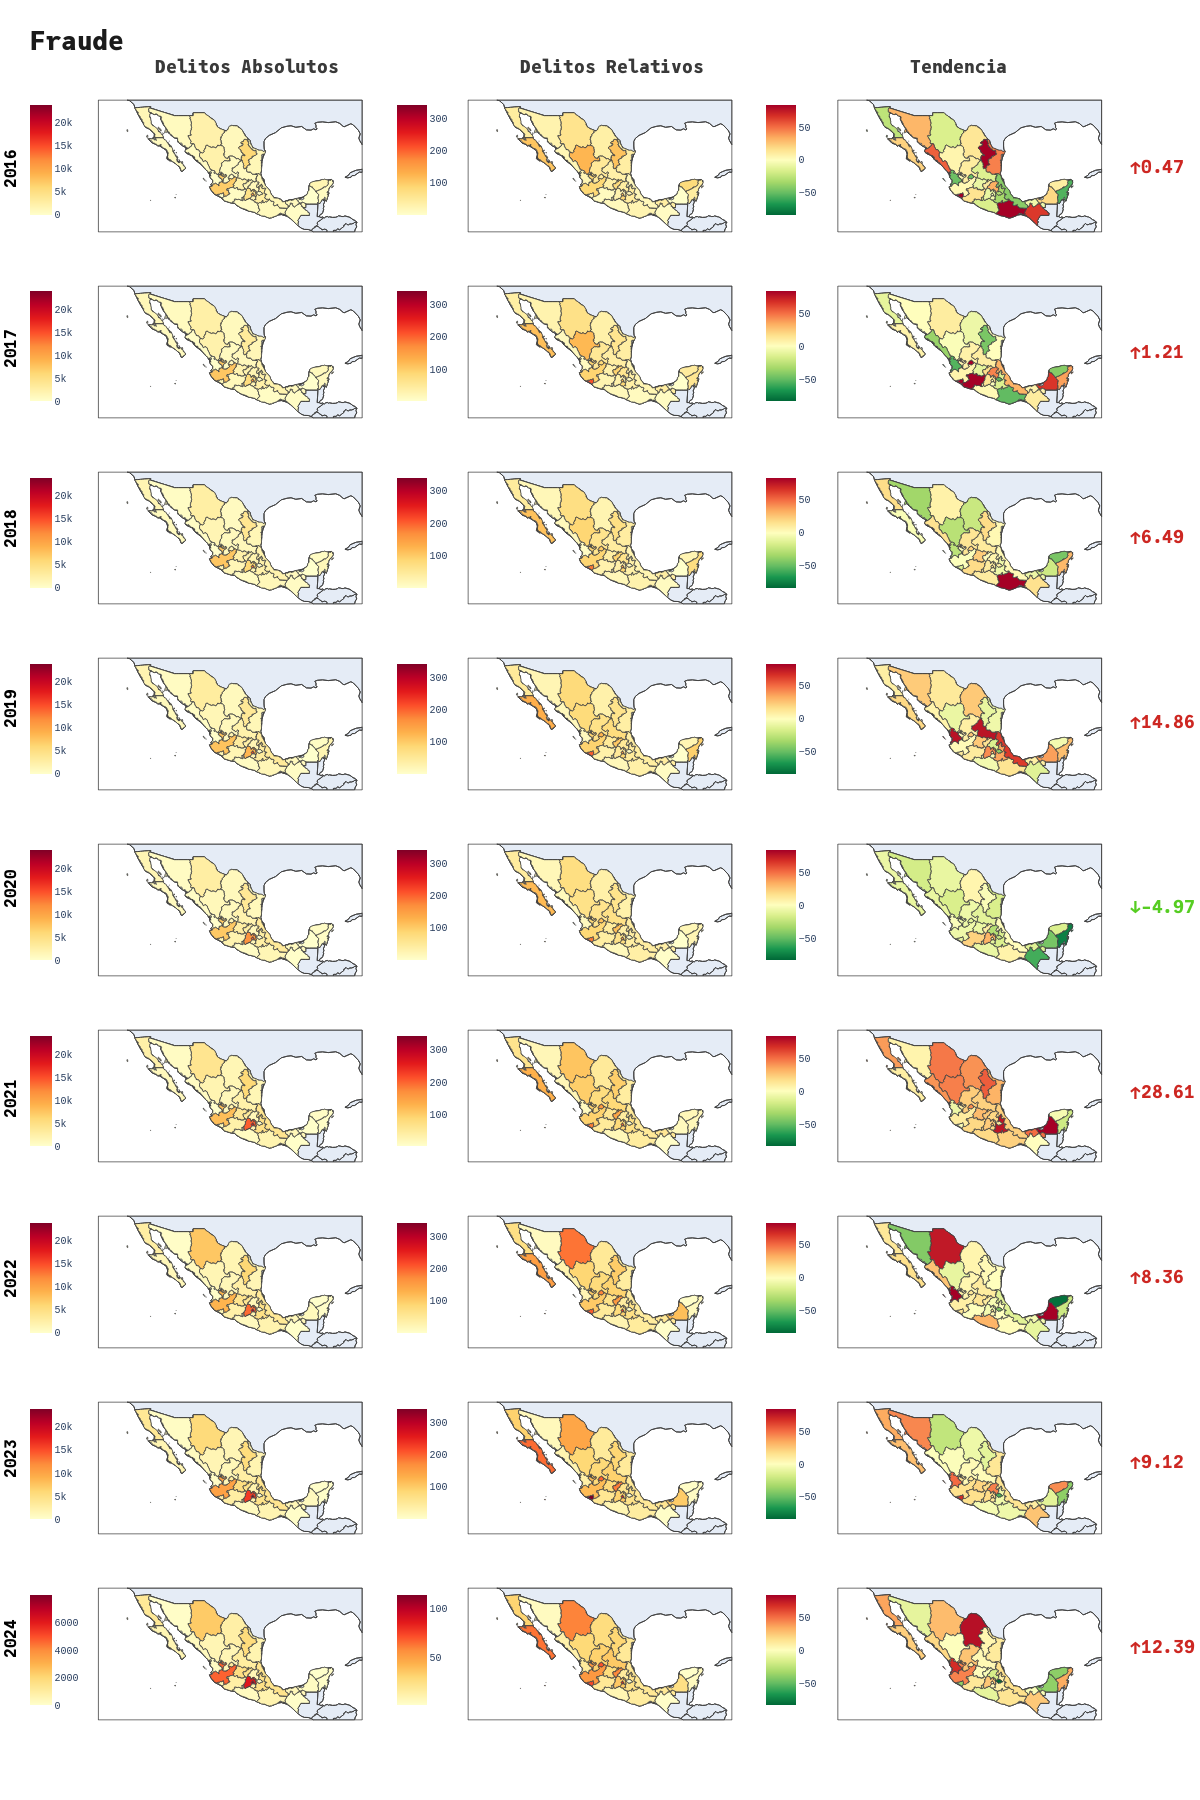 Fraude
Delitos Absolutos Delitos Relativos Tendencia
2016
20k
15k
10k
5k
0
300
200
100
50
0
−50
↑0.47
2017
20k
15k
10k
5k
0
300
200
100
50
0
−50
↑1.21
2018
20k
15k
10k
5k
0
300
200
100
50
0
−50
↑6.49
2019
20k
15k
10k
5k
0
300
200
100
50
0
−50
↑14.86
2020
20k
15k
10k
5k
0
300
200
100
50
0
−50
↓-4.97
2021
20k
15k
10k
5k
0
300
200
100
50
0
−50
↑28.61
2022
20k
15k
10k
5k
0
300
200
100
50
0
−50
↑8.36
2023
20k
15k
10k
5k
0
300
200
100
50
0
−50
↑9.12
2024
6000
4000
2000
0
100
50
50
0
−50
↑12.39